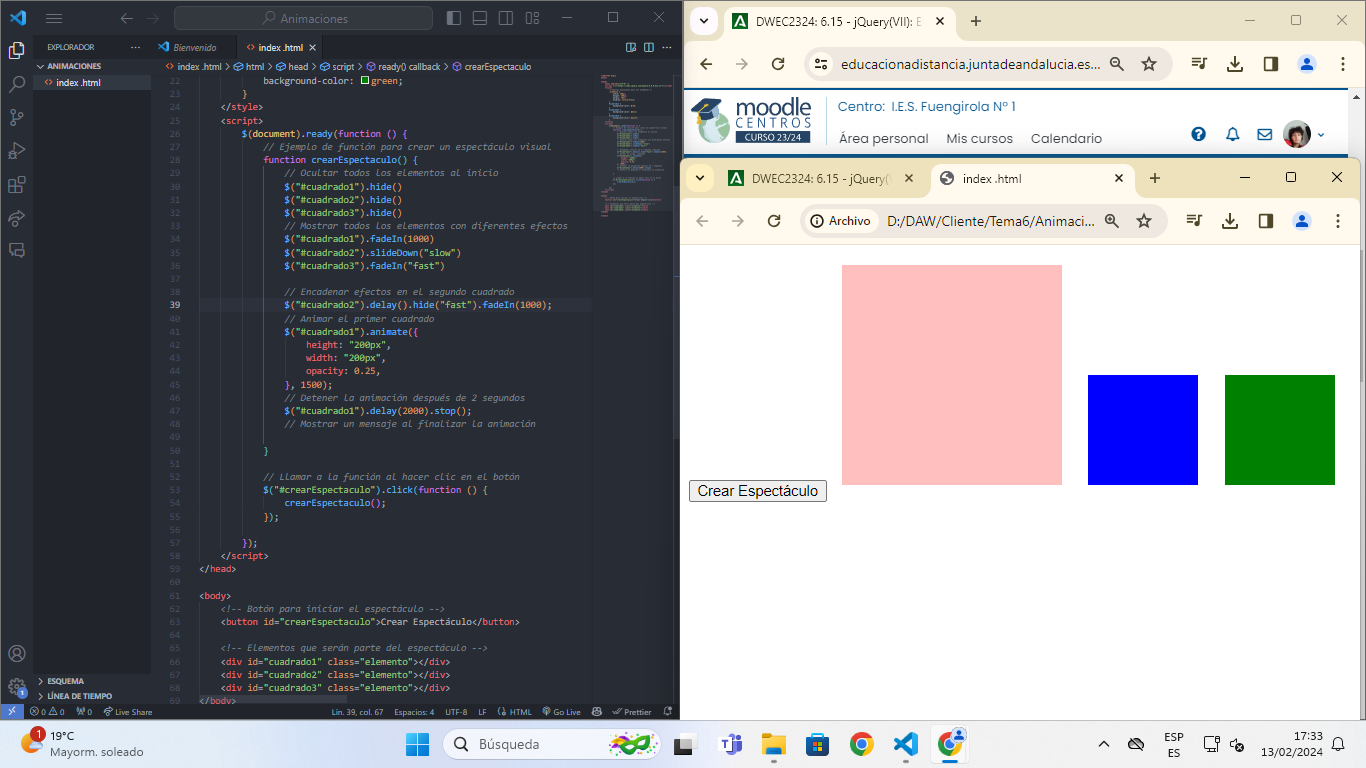 Animaciones
EXPLORADOR
Bienvenido
index .html
ANIMACIONES
index .html
index .html > html > head > script > ready() callback > crearEspectaculo
22 background-color: green;
23 }
24 </style>
25 <script>
26 $(document).ready(function () {
27 // Ejemplo de función para crear un espectáculo visual
28 function crearEspectaculo() {
29 // Ocultar todos los elementos al inicio
30 $("#cuadrado1").hide()
31 $("#cuadrado2").hide()
32 $("#cuadrado3").hide()
33 // Mostrar todos los elementos con diferentes efectos
34 $("#cuadrado1").fadeIn(1000)
35 $("#cuadrado2").slideDown("slow")
36 $("#cuadrado3").fadeIn("fast")
37
38 // Encadenar efectos en el segundo cuadrado
39 $("#cuadrado2").delay().hide("fast").fadeIn(1000);
40 // Animar el primer cuadrado
41 $("#cuadrado1").animate({
42 height: "200px",
43 width: "200px",
44 opacity: 0.25,
45 }, 1500);
46 // Detener la animación después de 2 segundos
47 $("#cuadrado1").delay(2000).stop();
48 // Mostrar un mensaje al finalizar la animación
49
50 }
51
52 // Llamar a la función al hacer clic en el botón
53 $("#crearEspectaculo").click(function () {
54 crearEspectaculo();
55 });
56
57 });
58 </script>
59 </head>
60
61 <body>
62 <!-- Botón para iniciar el espectáculo -->
63 <button id="crearEspectaculo">Crear Espectáculo</button>
64
65 <!-- Elementos que serán parte del espectáculo -->
66 <div id="cuadrado1" class="elemento"></div>
67 <div id="cuadrado2" class="elemento"></div>
68 <div id="cuadrado3" class="elemento"></div>
69 </body>
ESQUEMA
LÍNEA DE TIEMPO
1
0 0 0 Live Share Lín. 39, col. 67 Espacios: 4 UTF-8 LF HTML Go Live Prettier
DWEC2324: 6.15 - jQuery(VII): E
educacionadistancia.juntadeandalucia.es...
moodle
CENTROS
CURSO 23/24
Centro: I.E.S. Fuengirola Nº 1
Área personal Mis cursos Calendario
DWEC2324: 6.15 - jQuery(V
index .html
Archivo D:/DAW/Cliente/Tema6/Animaci...
Crear Espectáculo
1
19°C
Mayorm. soleado
Búsqueda
ESP
ES
17:33
13/02/2024